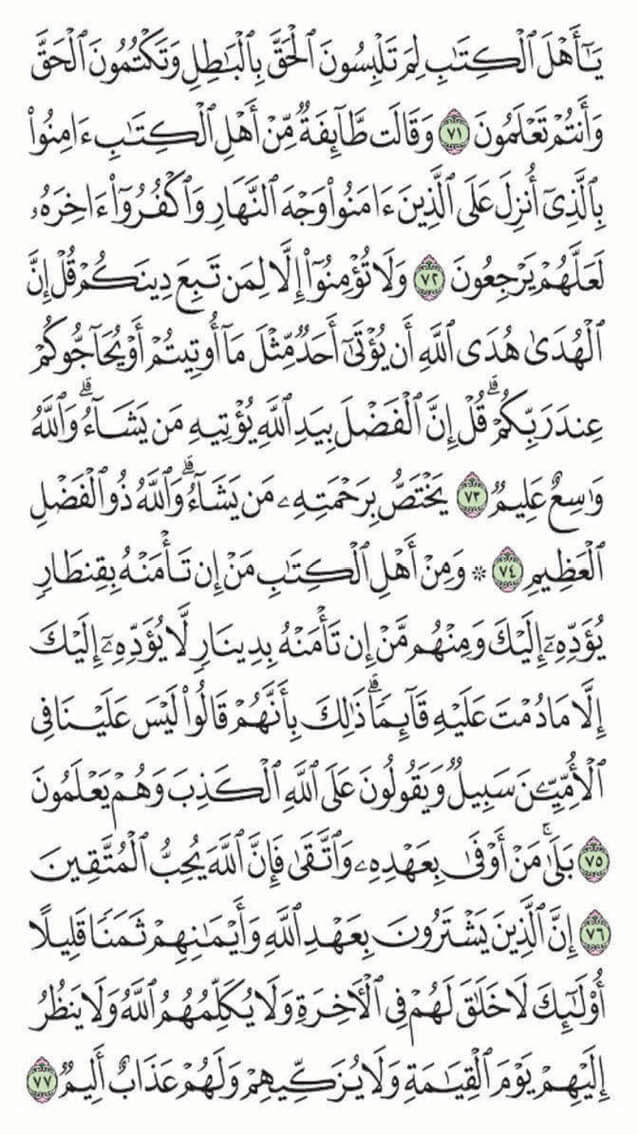 يَـٰٓأَهْلَ ٱلْكِتَـٰبِ لِمَ تَلْبِسُونَ ٱلْحَقَّ بِٱلْبَـٰطِلِ وَتَكْتُمُونَ ٱلْحَقَّ
وَأَنتُمْ تَعْلَمُونَ ٧١ وَقَالَت طَّآئِفَةٌ مِّنْ أَهْلِ ٱلْكِتَـٰبِ ءَامِنُوا۟
بِٱلَّذِىٓ أُنزِلَ عَلَى ٱلَّذِينَ ءَامَنُوا۟ وَجْهَ ٱلنَّهَارِ وَٱكْفُرُوٓا۟ ءَاخِرَهُۥ
لَعَلَّهُمْ يَرْجِعُونَ ٧٢ وَلَا تُؤْمِنُوٓا۟ إِلَّا لِمَن تَبِعَ دِينَكُمْ قُلْ إِنَّ
ٱلْهُدَىٰ هُدَى ٱللَّهِ أَن يُؤْتَىٰٓ أَحَدٌ مِّثْلَ مَآ أُوتِيتُمْ أَوْ يُحَآجُّوكُمْ
عِندَ رَبِّكُمْ ۗ قُلْ إِنَّ ٱلْفَضْلَ بِيَدِ ٱللَّهِ يُؤْتِيهِ مَن يَشَآءُ ۗ وَٱللَّهُ
وَٰسِعٌ عَلِيمٌ ٧٣ يَخْتَصُّ بِرَحْمَتِهِۦ مَن يَشَآءُ ۗ وَٱللَّهُ ذُو ٱلْفَضْلِ
ٱلْعَظِيمِ ٧٤ ۞ وَمِنْ أَهْلِ ٱلْكِتَـٰبِ مَنْ إِن تَأْمَنْهُ بِقِنطَارٍ
يُؤَدِّهِۦٓ إِلَيْكَ وَمِنْهُم مَّنْ إِن تَأْمَنْهُ بِدِينَارٍ لَّا يُؤَدِّهِۦٓ إِلَيْكَ
إِلَّا مَا دُمْتَ عَلَيْهِ قَآئِمًا ۗ ذَٰلِكَ بِأَنَّهُمْ قَالُوا۟ لَيْسَ عَلَيْنَا فِى
ٱلْأُمِّيِّـۧنَ سَبِيلٌ وَيَقُولُونَ عَلَى ٱللَّهِ ٱلْكَذِبَ وَهُمْ يَعْلَمُونَ
٧٥ بَلَىٰ ۚ مَنْ أَوْفَىٰ بِعَهْدِهِۦ وَٱتَّقَىٰ فَإِنَّ ٱللَّهَ يُحِبُّ ٱلْمُتَّقِينَ
٧٦ إِنَّ ٱلَّذِينَ يَشْتَرُونَ بِعَهْدِ ٱللَّهِ وَأَيْمَـٰنِهِمْ ثَمَنًا قَلِيلًا
أُو۟لَـٰٓئِكَ لَا خَلَـٰقَ لَهُمْ فِى ٱلْـَٔاخِرَةِ وَلَا يُكَلِّمُهُمُ ٱللَّهُ وَلَا يَنظُرُ
إِلَيْهِمْ يَوْمَ ٱلْقِيَـٰمَةِ وَلَا يُزَكِّيهِمْ وَلَهُمْ عَذَابٌ أَلِيمٌ ٧٧